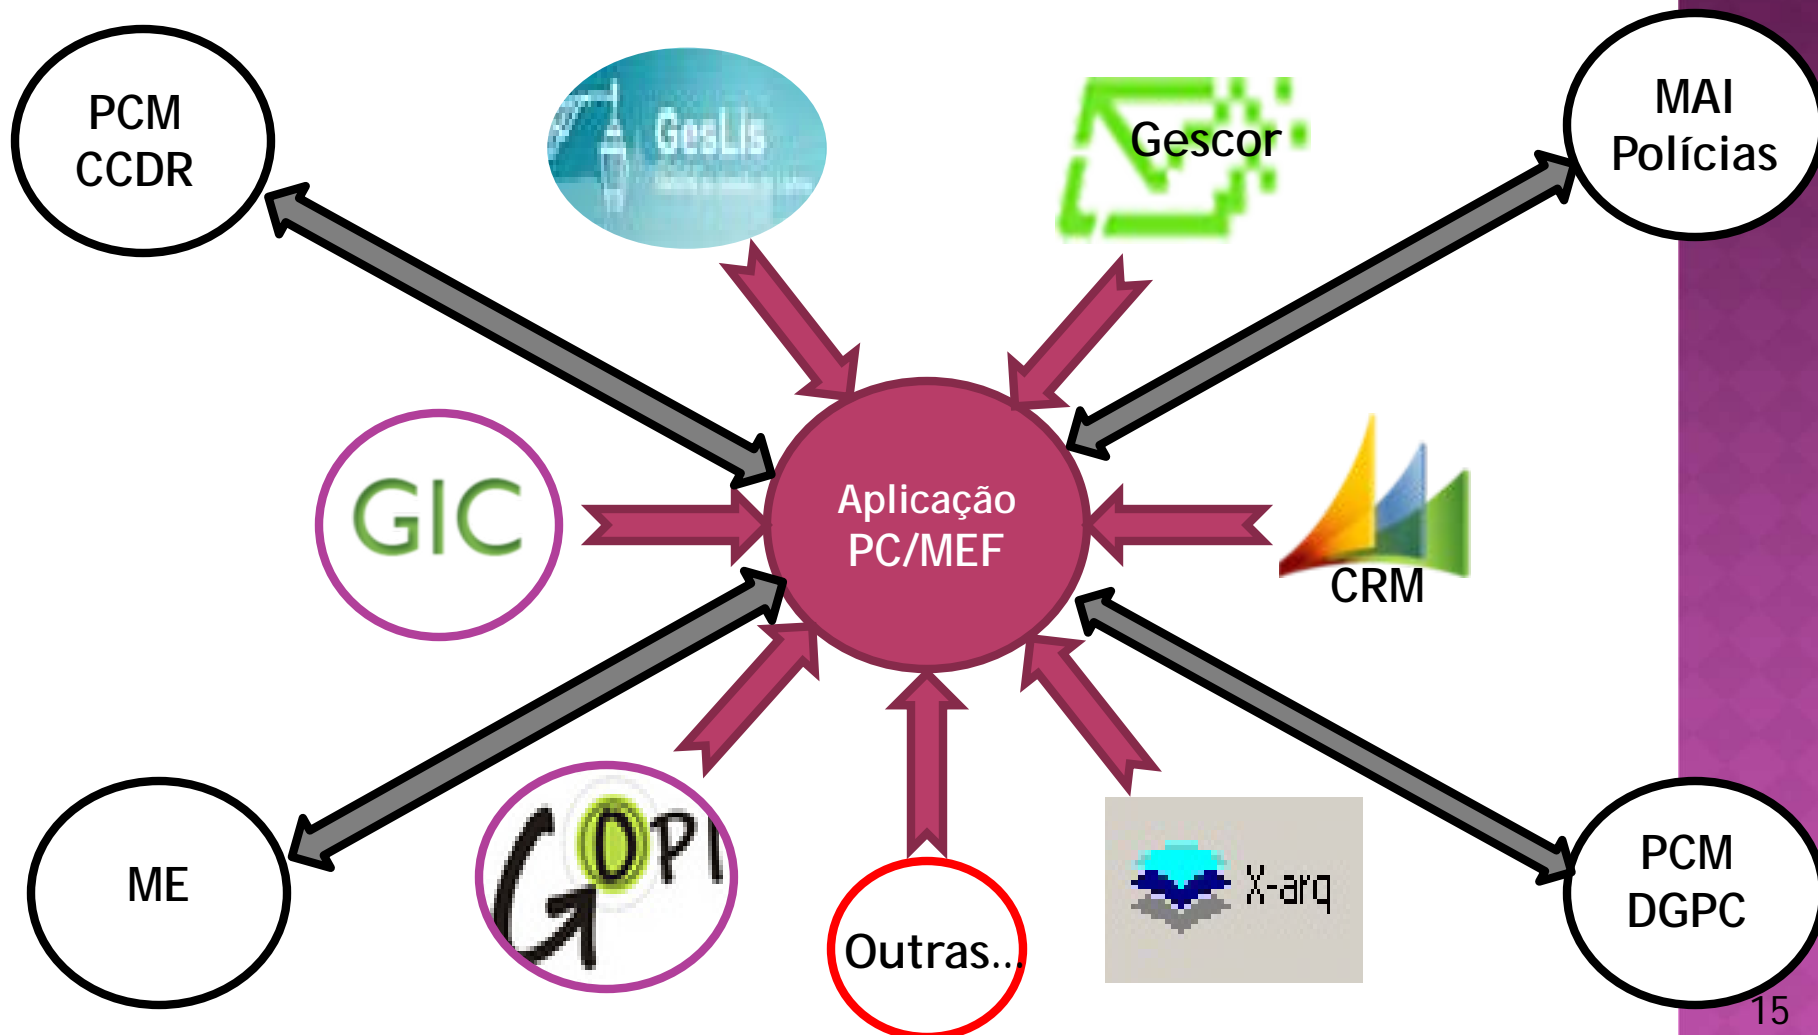 PCM
CCDR
GesLis
Gescor
MAI
Polícias
GIC
Aplicação
PC/MEF
CRM
ME
OPI
Outras...
X-arq
PCM
DGPC
15